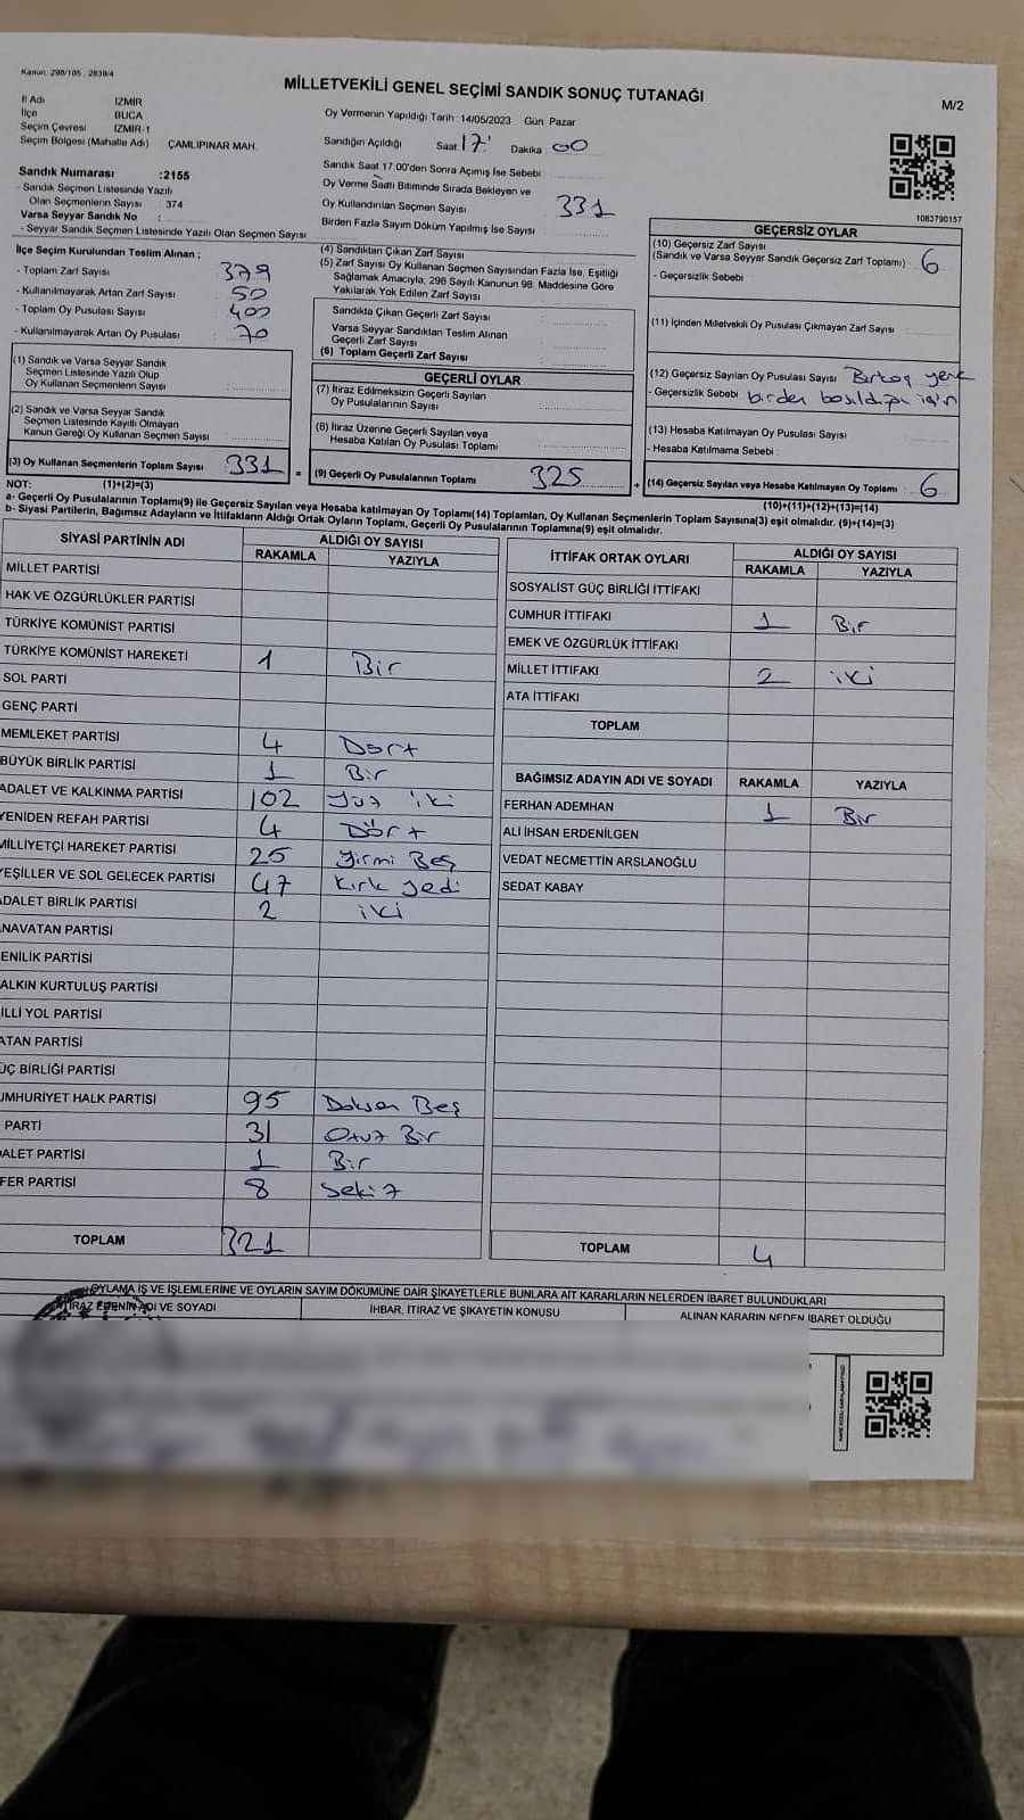 Kanun: 298/105 , 2839/4
MİLLETVEKİLİ GENEL SEÇİMİ SANDIK SONUÇ TUTANAĞI
M/2
İl Adı İZMİR
İlçe BUCA
Seçim Çevresi İZMİR-1
Seçim Bölgesi (Mahalle Adı) ÇAMLIPINAR MAH.
Sandık Numarası :2155
- Sandık Seçmen Listesinde Yazılı
Olan Seçmenlerin Sayısı 374
Varsa Seyyar Sandık No :
- Seyyar Sandık Seçmen Listesinde Yazılı Olan Seçmen Sayısı
Oy Vermenin Yapıldığı Tarih :14/05/2023 Gün: Pazar
Sandığın Açıldığı Saat 17 Dakika 00
Sandık Saat 17:00'den Sonra Açımış İse Sebebi
Oy Verme Saati Bitiminde Sırada Bekleyen ve
Oy Kullandırılan Seçmen Sayısı 331
Birden Fazla Sayım Döküm Yapılmış İse Sayısı
1083790157
İlçe Seçim Kurulundan Teslim Alınan ;
- Toplam Zarf Sayısı 379
- Kullanılmayarak Artan Zarf Sayısı 50
- Toplam Oy Pusulası Sayısı 400
- Kullanılmayarak Artan Oy Pusulası 70
(1) Sandık ve Varsa Seyyar Sandık
Seçmen Listesinde Yazılı Olup
Oy Kullanan Seçmenlerin Sayısı
(2) Sandık ve Varsa Seyyar Sandık
Seçmen Listesinde Kayıtlı Olmayan
Kanun Gereği Oy Kullanan Seçmen Sayısı
(3) Oy Kullanan Seçmenlerin Toplam Sayısı 331
(4) Sandıktan Çıkan Zarf Sayısı
(5) Zarf Sayısı Oy Kullanan Seçmen Sayısından Fazla İse, Eşitliği
Sağlamak Amacıyla, 298 Sayılı Kanunun 98. Maddesine Göre
Yakılarak Yok Edilen Zarf Sayısı
Sandıkta Çıkan Geçerli Zarf Sayısı
Varsa Seyyar Sandıktan Teslim Alınan
Geçerli Zarf Sayısı
(6) Toplam Geçerli Zarf Sayısı
GEÇERLİ OYLAR
(7) İtiraz Edilmeksizin Geçerli Sayılan
Oy Pusulalarının Sayısı
(8) İtiraz Üzerine Geçerli Sayılan veya
Hesaba Katılan Oy Pusulası Toplamı
= (9) Geçerli Oy Pusulalarının Toplamı 325
GEÇERSİZ OYLAR
(10) Geçersiz Zarf Sayısı
(Sandık ve Varsa Seyyar Sandık Geçersiz Zarf Toplamı) 6
- Geçersizlik Sebebi
(11) İçinden Milletvekili Oy Pusulası Çıkmayan Zarf Sayısı
(12) Geçersiz Sayılan Oy Pusulası Sayısı Birkaç yere
- Geçersizlik Sebebi birden basıldığı için
(13) Hesaba Katılmayan Oy Pusulası Sayısı
- Hesaba Katılmama Sebebi
+ (14) Geçersiz Sayılan veya Hesaba Katılmayan Oy Toplamı 6
NOT: (1)+(2)=(3) (10)+(11)+(12)+(13)=(14)
a- Geçerli Oy Pusulalarının Toplamı(9) ile Geçersiz Sayılan veya Hesaba katılmayan Oy Pusulası Toplamı(14) Toplamları, Oy Kullanan Seçmenlerin Toplam Sayısına(3) eşit olmalıdır. (9)+(14)=(3)
b- Siyasi Partilerin, Bağımsız Adayların ve İttifakların Aldığı Ortak Oyların Toplamı, Geçerli Oy Pusulalarının Toplamına(9) eşit olmalıdır.
SİYASİ PARTİNİN ADI ALDIĞI OY SAYISI
RAKAMLA YAZIYLA
MİLLET PARTİSİ
HAK VE ÖZGÜRLÜKLER PARTİSİ
TÜRKİYE KOMÜNİST PARTİSİ
TÜRKİYE KOMÜNİST HAREKETİ 1 Bir
SOL PARTİ
GENÇ PARTİ
MEMLEKET PARTİSİ 4 Dört
BÜYÜK BİRLİK PARTİSİ 1 Bir
ADALET VE KALKINMA PARTİSİ 102 Yüz iki
YENİDEN REFAH PARTİSİ 4 Dört
MİLLİYETÇİ HAREKET PARTİSİ 25 Yirmi Beş
YEŞİLLER VE SOL GELECEK PARTİSİ 47 Kırk yedi
ADALET BİRLİK PARTİSİ 2 iki
NAVATAN PARTİSİ
ENİLİK PARTİSİ
ALKIN KURTULUŞ PARTİSİ
İLLİ YOL PARTİSİ
ATAN PARTİSİ
ÜÇ BİRLİĞİ PARTİSİ
UMHURİYET HALK PARTİSİ 95 Doksan Beş
PARTİ 31 Otuz Bir
ALET PARTİSİ 1 Bir
FER PARTİSİ 8 Sekiz
TOPLAM 321
İTTİFAK ORTAK OYLARI ALDIĞI OY SAYISI
RAKAMLA YAZIYLA
SOSYALİST GÜÇ BİRLİĞİ İTTİFAKI
CUMHUR İTTİFAKI 1 Bir
EMEK VE ÖZGÜRLÜK İTTİFAKI
MİLLET İTTİFAKI 2 iki
ATA İTTİFAKI
TOPLAM
BAĞIMSIZ ADAYIN ADI VE SOYADI RAKAMLA YAZIYLA
FERHAN ADEMHAN 1 Bir
ALİ İHSAN ERDENİLGEN
VEDAT NECMETTİN ARSLANOĞLU
SEDAT KABAY
TOPLAM 4
OYLAMA İŞ VE İŞLEMLERİNE VE OYLARIN SAYIM DÖKÜMÜNE DAİR ŞİKAYETLERLE BUNLARA AİT KARARLARIN NELERDEN İBARET BULUNDUKLARI
İTİRAZ EDENİN ADI VE SOYADI İHBAR, İTİRAZ VE ŞİKAYETİN KONUSU ALINAN KARARIN NEDEN İBARET OLDUĞU